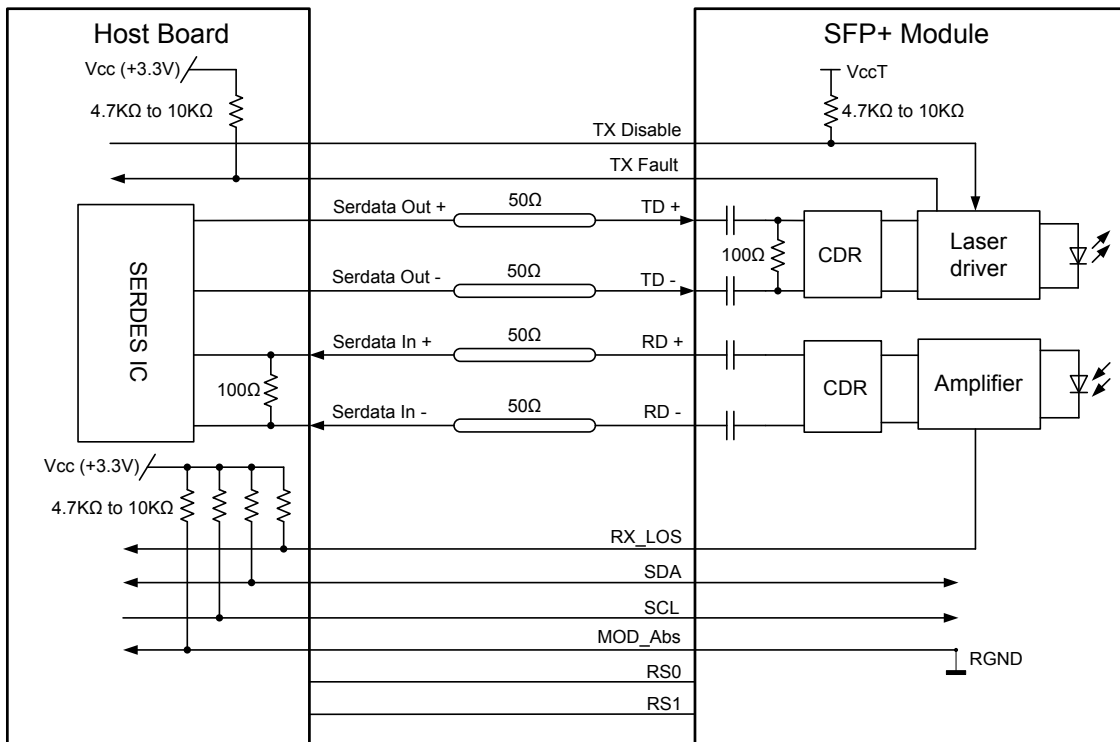 Host Board
SFP+ Module
Vcc (+3.3V)
VccT
4.7KΩ to 10KΩ
4.7KΩ to 10KΩ
TX Disable
TX Fault
Serdata Out +
50Ω
TD +
100Ω
CDR
Laser
driver
Serdata Out -
50Ω
TD -
SERDES IC
Serdata In +
50Ω
RD +
100Ω
CDR
Amplifier
Serdata In -
50Ω
RD -
Vcc (+3.3V)
4.7KΩ to 10KΩ
RX_LOS
SDA
SCL
MOD_Abs
RGND
RS0
RS1